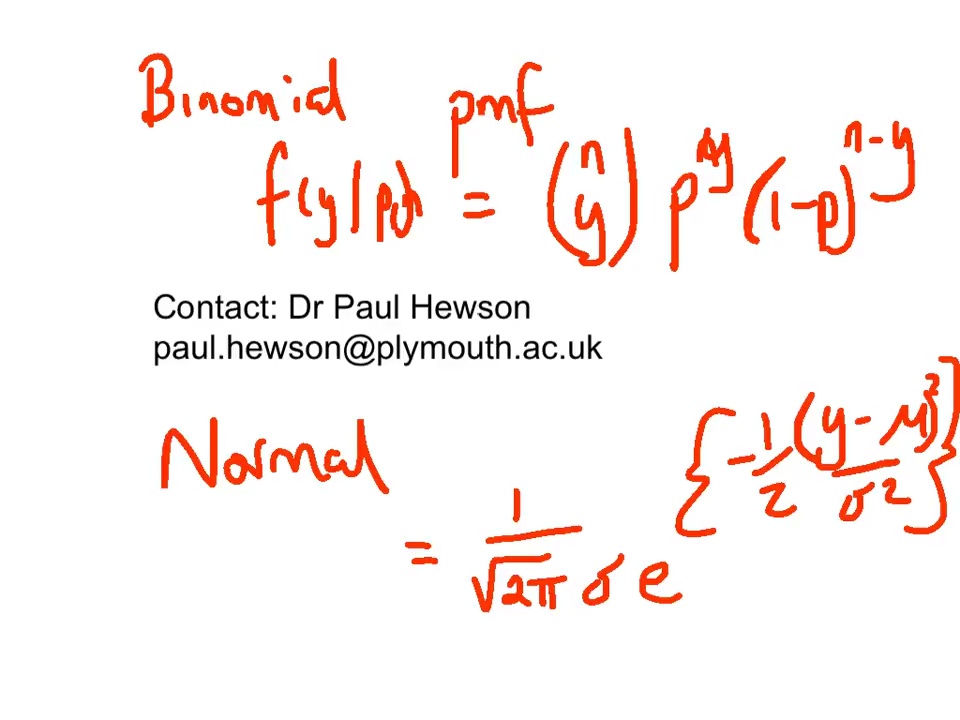 Binomial pmf
f(y|p,n) = (n y) p^y (1-p)^{n-y}
Contact: Dr Paul Hewson
paul.hewson@plymouth.ac.uk
Normal
= 1/√2π σ e^{-1/2 (y-μ)²/σ²}